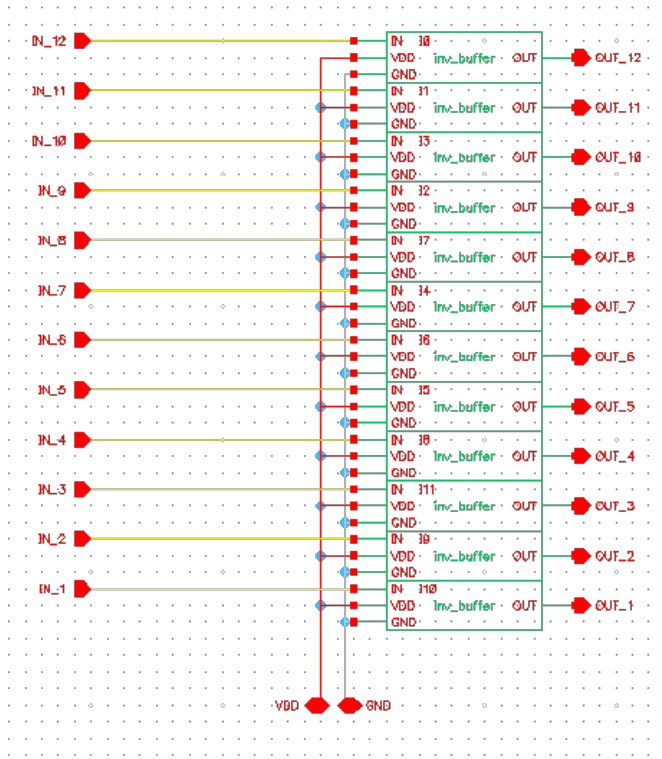 IN_12 IN I0
VDD inv_buffer OUT OUT_12
GND
IN_11 IN I1
VDD inv_buffer OUT OUT_11
GND
IN_10 IN I3
VDD inv_buffer OUT OUT_10
GND
IN_9 IN I2
VDD inv_buffer OUT OUT_9
GND
IN_8 IN I7
VDD inv_buffer OUT OUT_8
GND
IN_7 IN I4
VDD inv_buffer OUT OUT_7
GND
IN_6 IN I6
VDD inv_buffer OUT OUT_6
GND
IN_5 IN I5
VDD inv_buffer OUT OUT_5
GND
IN_4 IN I8
VDD inv_buffer OUT OUT_4
GND
IN_3 IN I11
VDD inv_buffer OUT OUT_3
GND
IN_2 IN I9
VDD inv_buffer OUT OUT_2
GND
IN_1 IN I10
VDD inv_buffer OUT OUT_1
GND
VDD GND